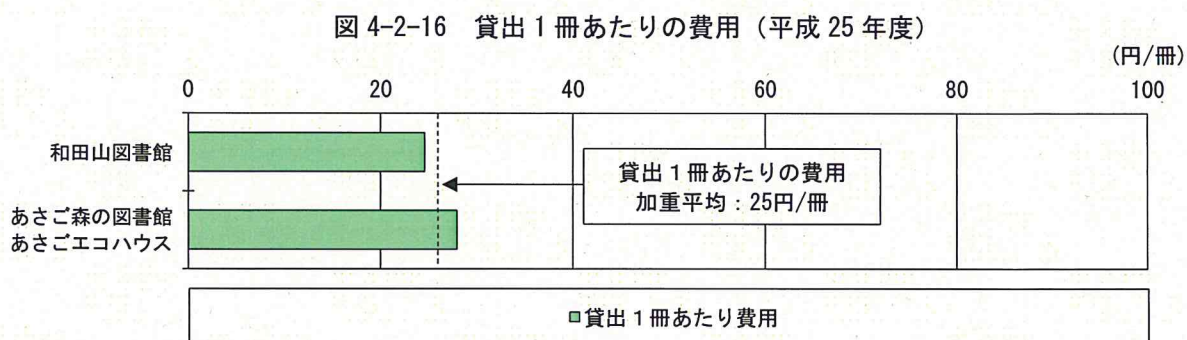 図 4-2-16 貸出 1 冊あたりの費用（平成 25 年度）
(円/冊)
0 20 40 60 80 100
和田山図書館
あさご森の図書館
あさごエコハウス
貸出１冊あたりの費用
加重平均：25円/冊
貸出１冊あたり費用